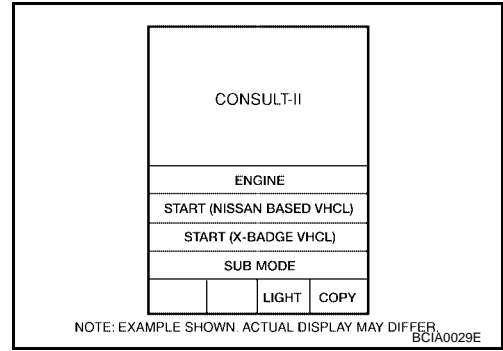 CONSULT-II
ENGINE
START (NISSAN BASED VHCL)
START (X-BADGE VHCL)
SUB MODE
LIGHT COPY
NOTE: EXAMPLE SHOWN. ACTUAL DISPLAY MAY DIFFER.
BCIA0029E